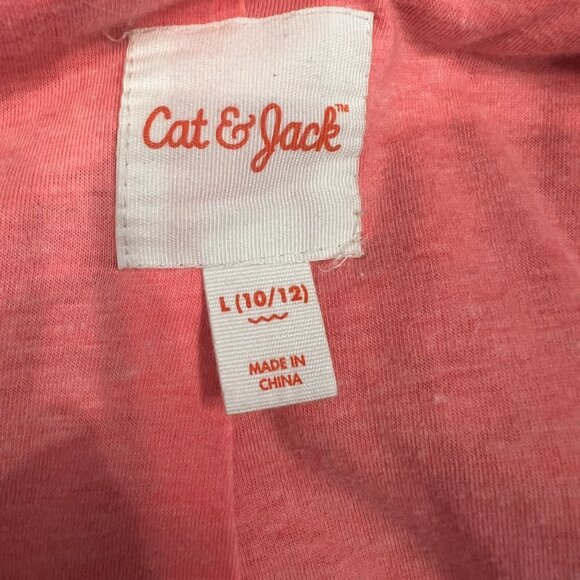 Cat & Jack™
L (10/12)
MADE IN
CHINA